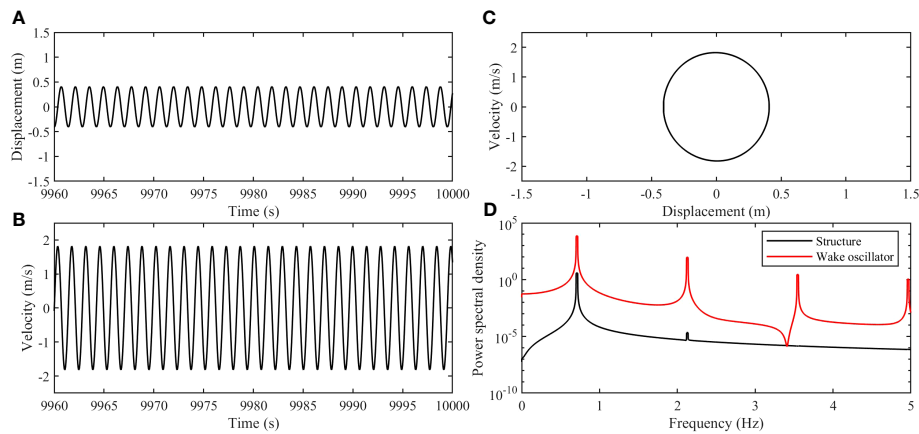 A
Displacement (m)
1.5
1
0.5
0
-0.5
-1
-1.5
9960 9965 9970 9975 9980 9985 9990 9995 10000
Time (s)
B
Velocity (m/s)
2
1
0
-1
-2
9960 9965 9970 9975 9980 9985 9990 9995 10000
Time (s)
C
Velocity (m/s)
2
1
0
-1
-2
-1.5 -1 -0.5 0 0.5 1 1.5
Displacement (m)
D
Power spectral density
10^5
10^0
10^-5
10^-10
Structure
Wake oscillator
0 1 2 3 4 5
Frequency (Hz)